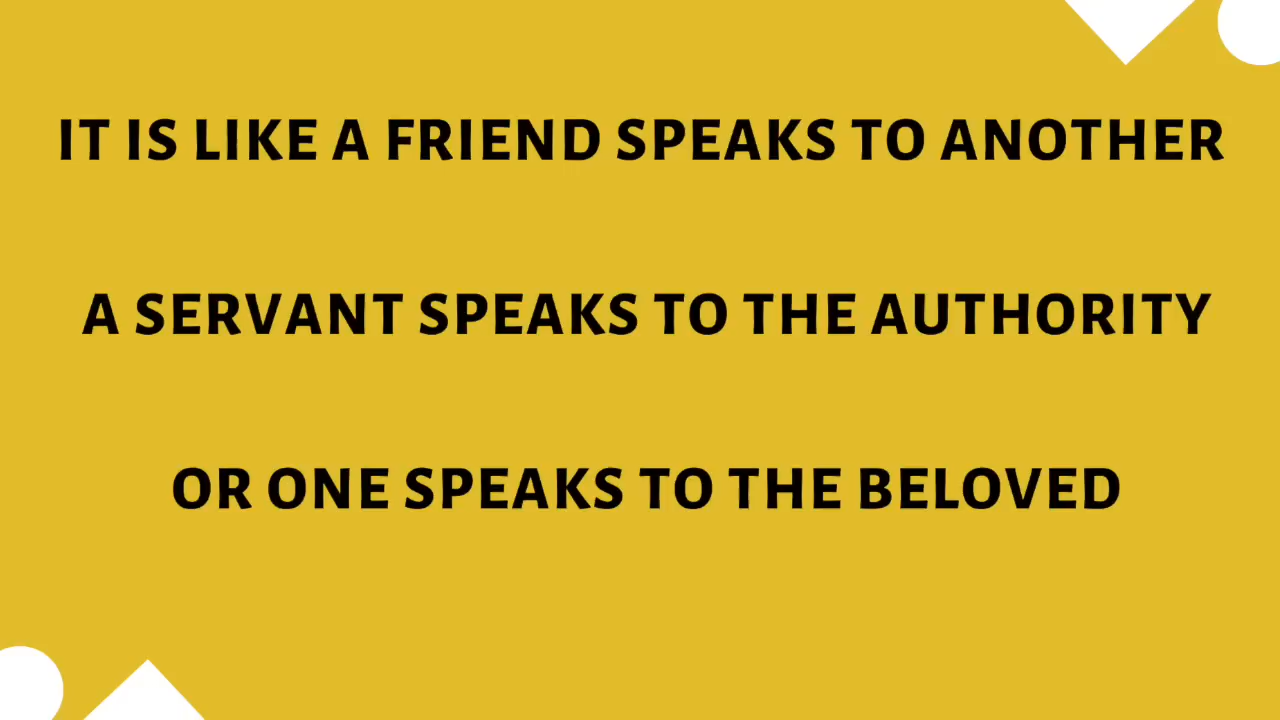 IT IS LIKE A FRIEND SPEAKS TO ANOTHER
A SERVANT SPEAKS TO THE AUTHORITY
OR ONE SPEAKS TO THE BELOVED